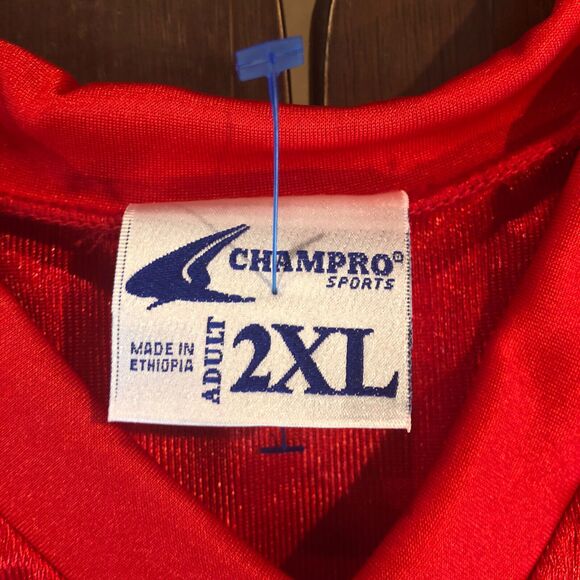 CHAMPRO®
SPORTS
MADE IN
ETHIOPIA
ADULT
2XL